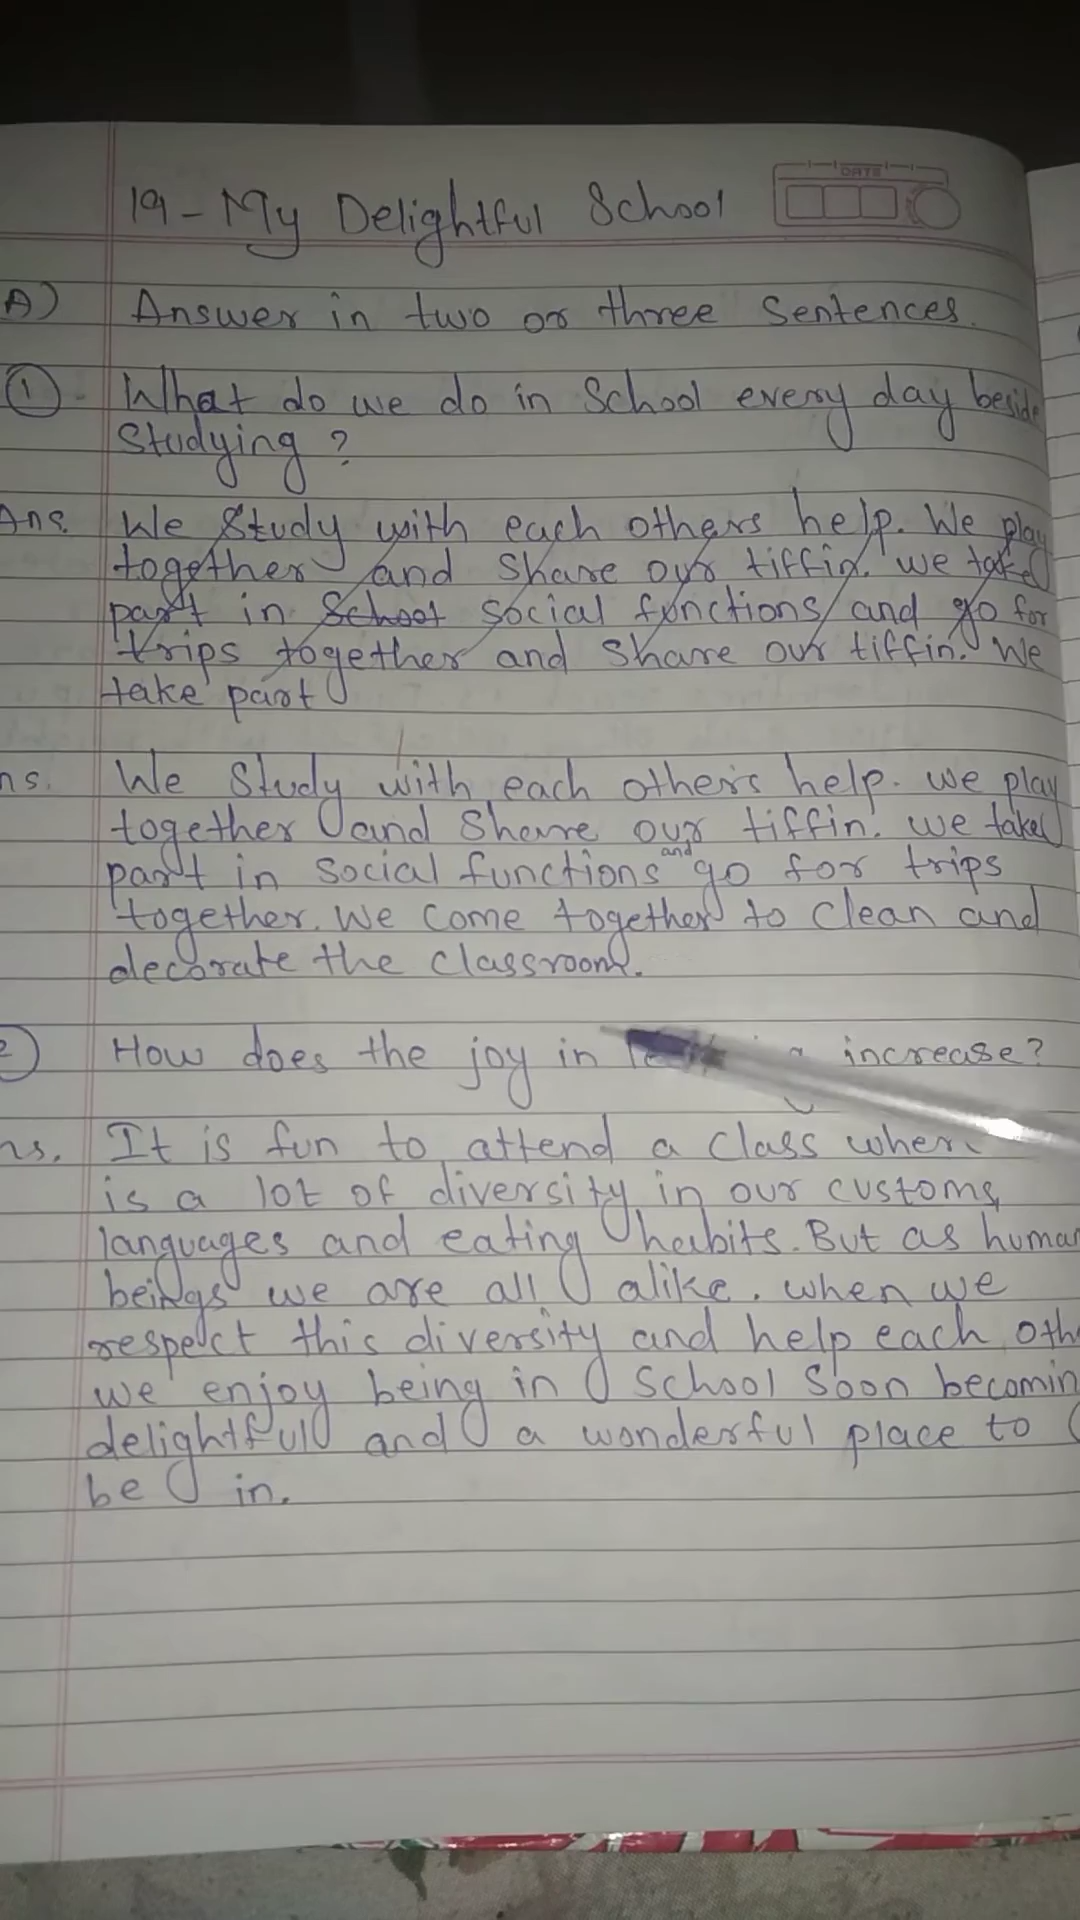 DATE
19 - My Delightful School
A) Answer in two or three Sentences.
1 What do we do in School every day beside
Studying ?
Ans. We Study with each others help. We play
together and Share our tiffin. we take
part in School social functions and go for
trips together and Share our tiffin. We
take part
ns. We Study with each other's help. we play
together and Share our tiffin. we take
part in social functions and go for trips
together. We come together to clean and
decorate the classroom.
2 How does the joy in increase?
ns. It is fun to attend a class
is a lot of diversity in our customs,
languages and eating habits. But as human
beings we are all alike. when we
respect this diversity and help each oth
we enjoy being in School Soon becomin
delightful and a wonderful place to
be in.